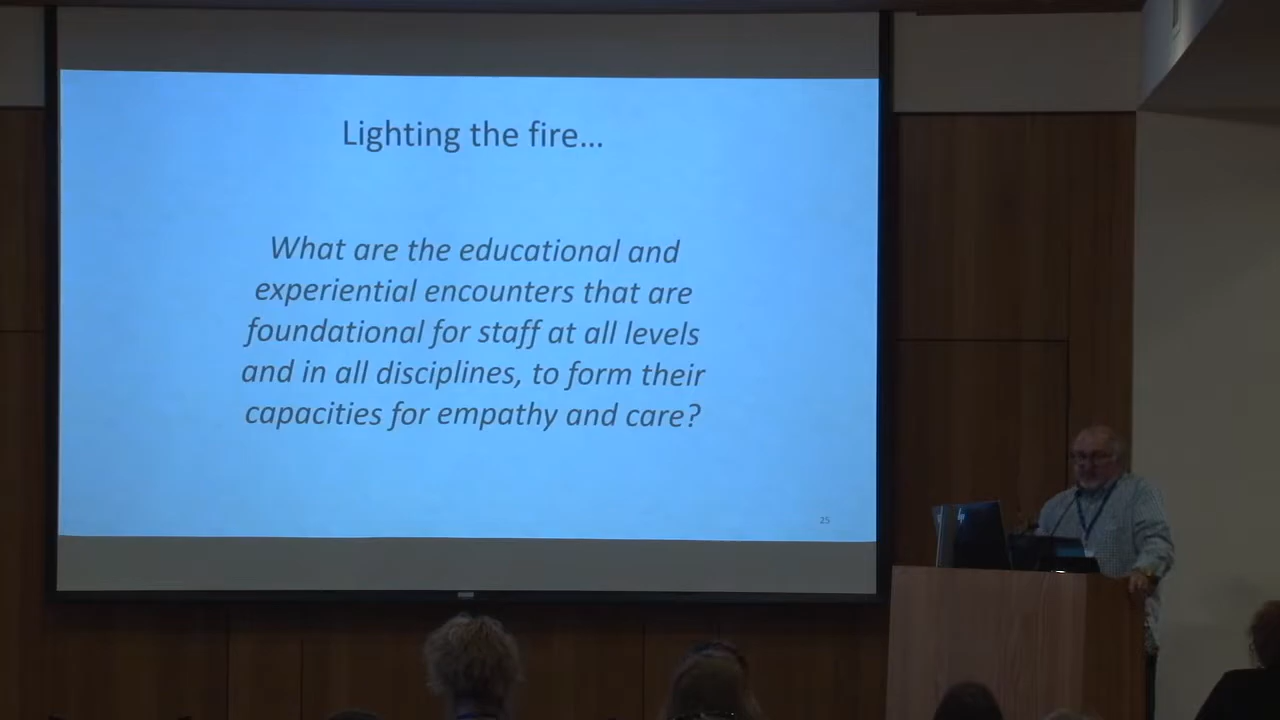 Lighting the fire...
What are the educational and
experiential encounters that are
foundational for staff at all levels
and in all disciplines, to form their
capacities for empathy and care?
25
hp